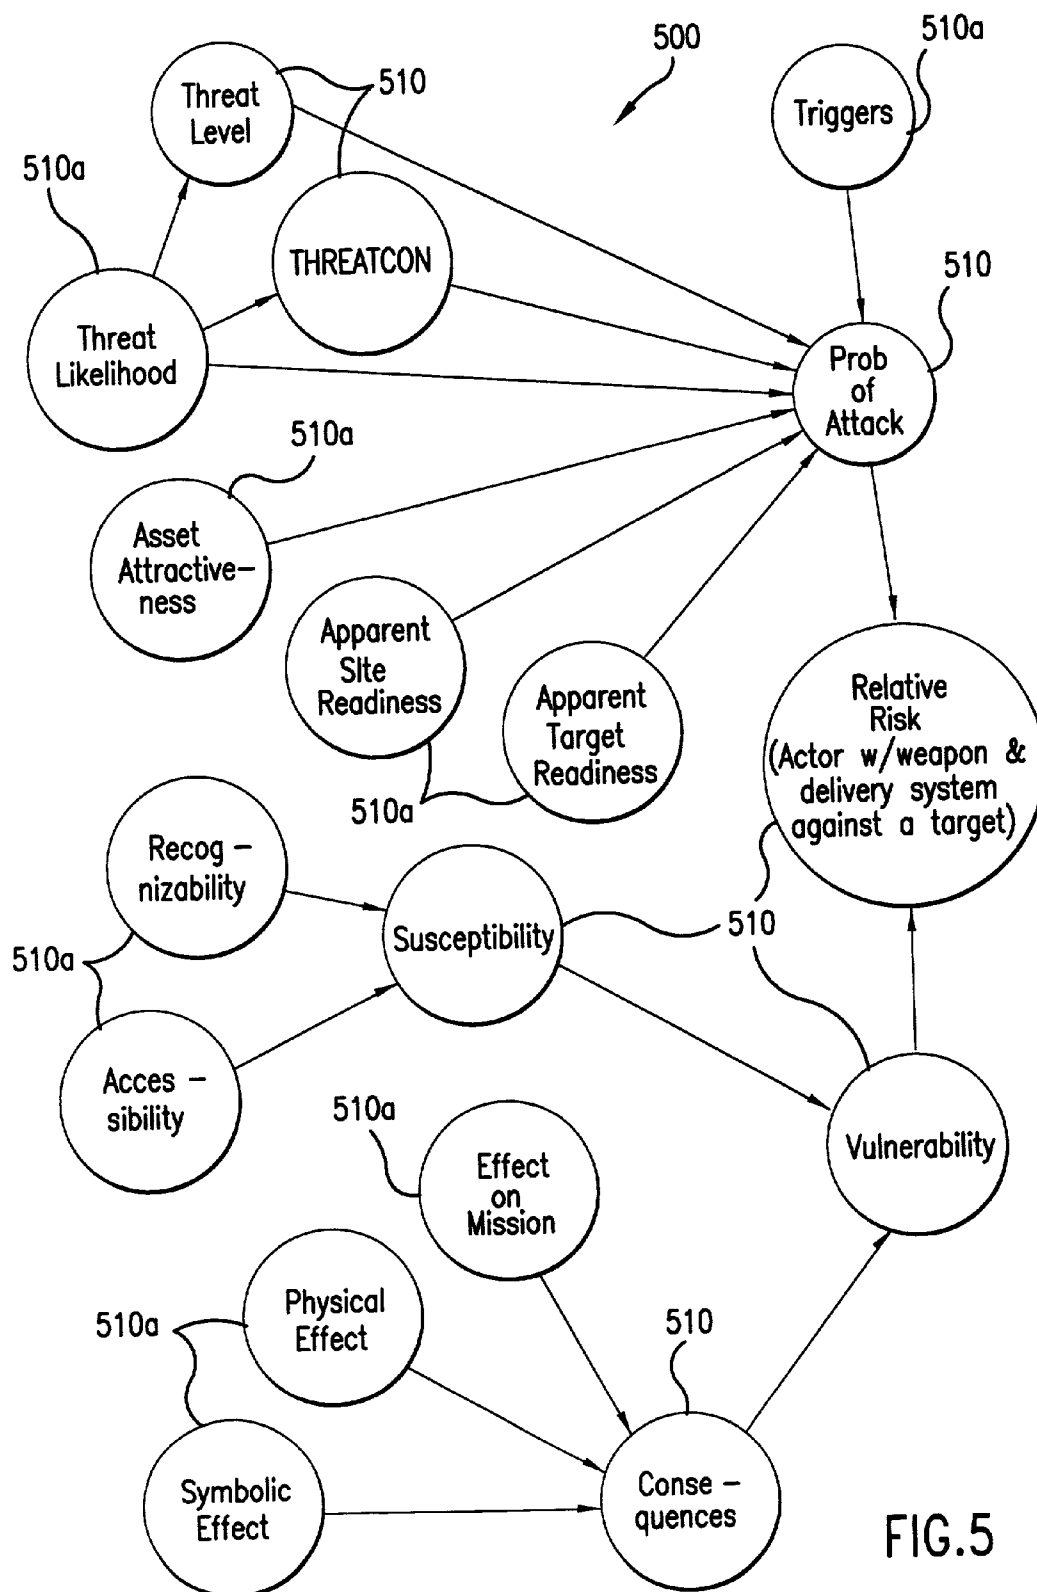 500
510a
Triggers
Threat
Level
510
510a
THREATCON
Threat
Likelihood
510
Prob
of
Attack
510a
Asset
Attractive–
ness
Apparent
SIte
Readiness
Apparent
Target
Readiness
510a
Relative
Risk
(Actor w/weapon &
delivery system
against a target)
Recog –
nizability
510a
Susceptibility
510
Acces –
sibility
Vulnerability
510a
Effect
on
Mission
Physical
Effect
510a
510
Symbolic
Effect
Conse –
quences
FIG.5